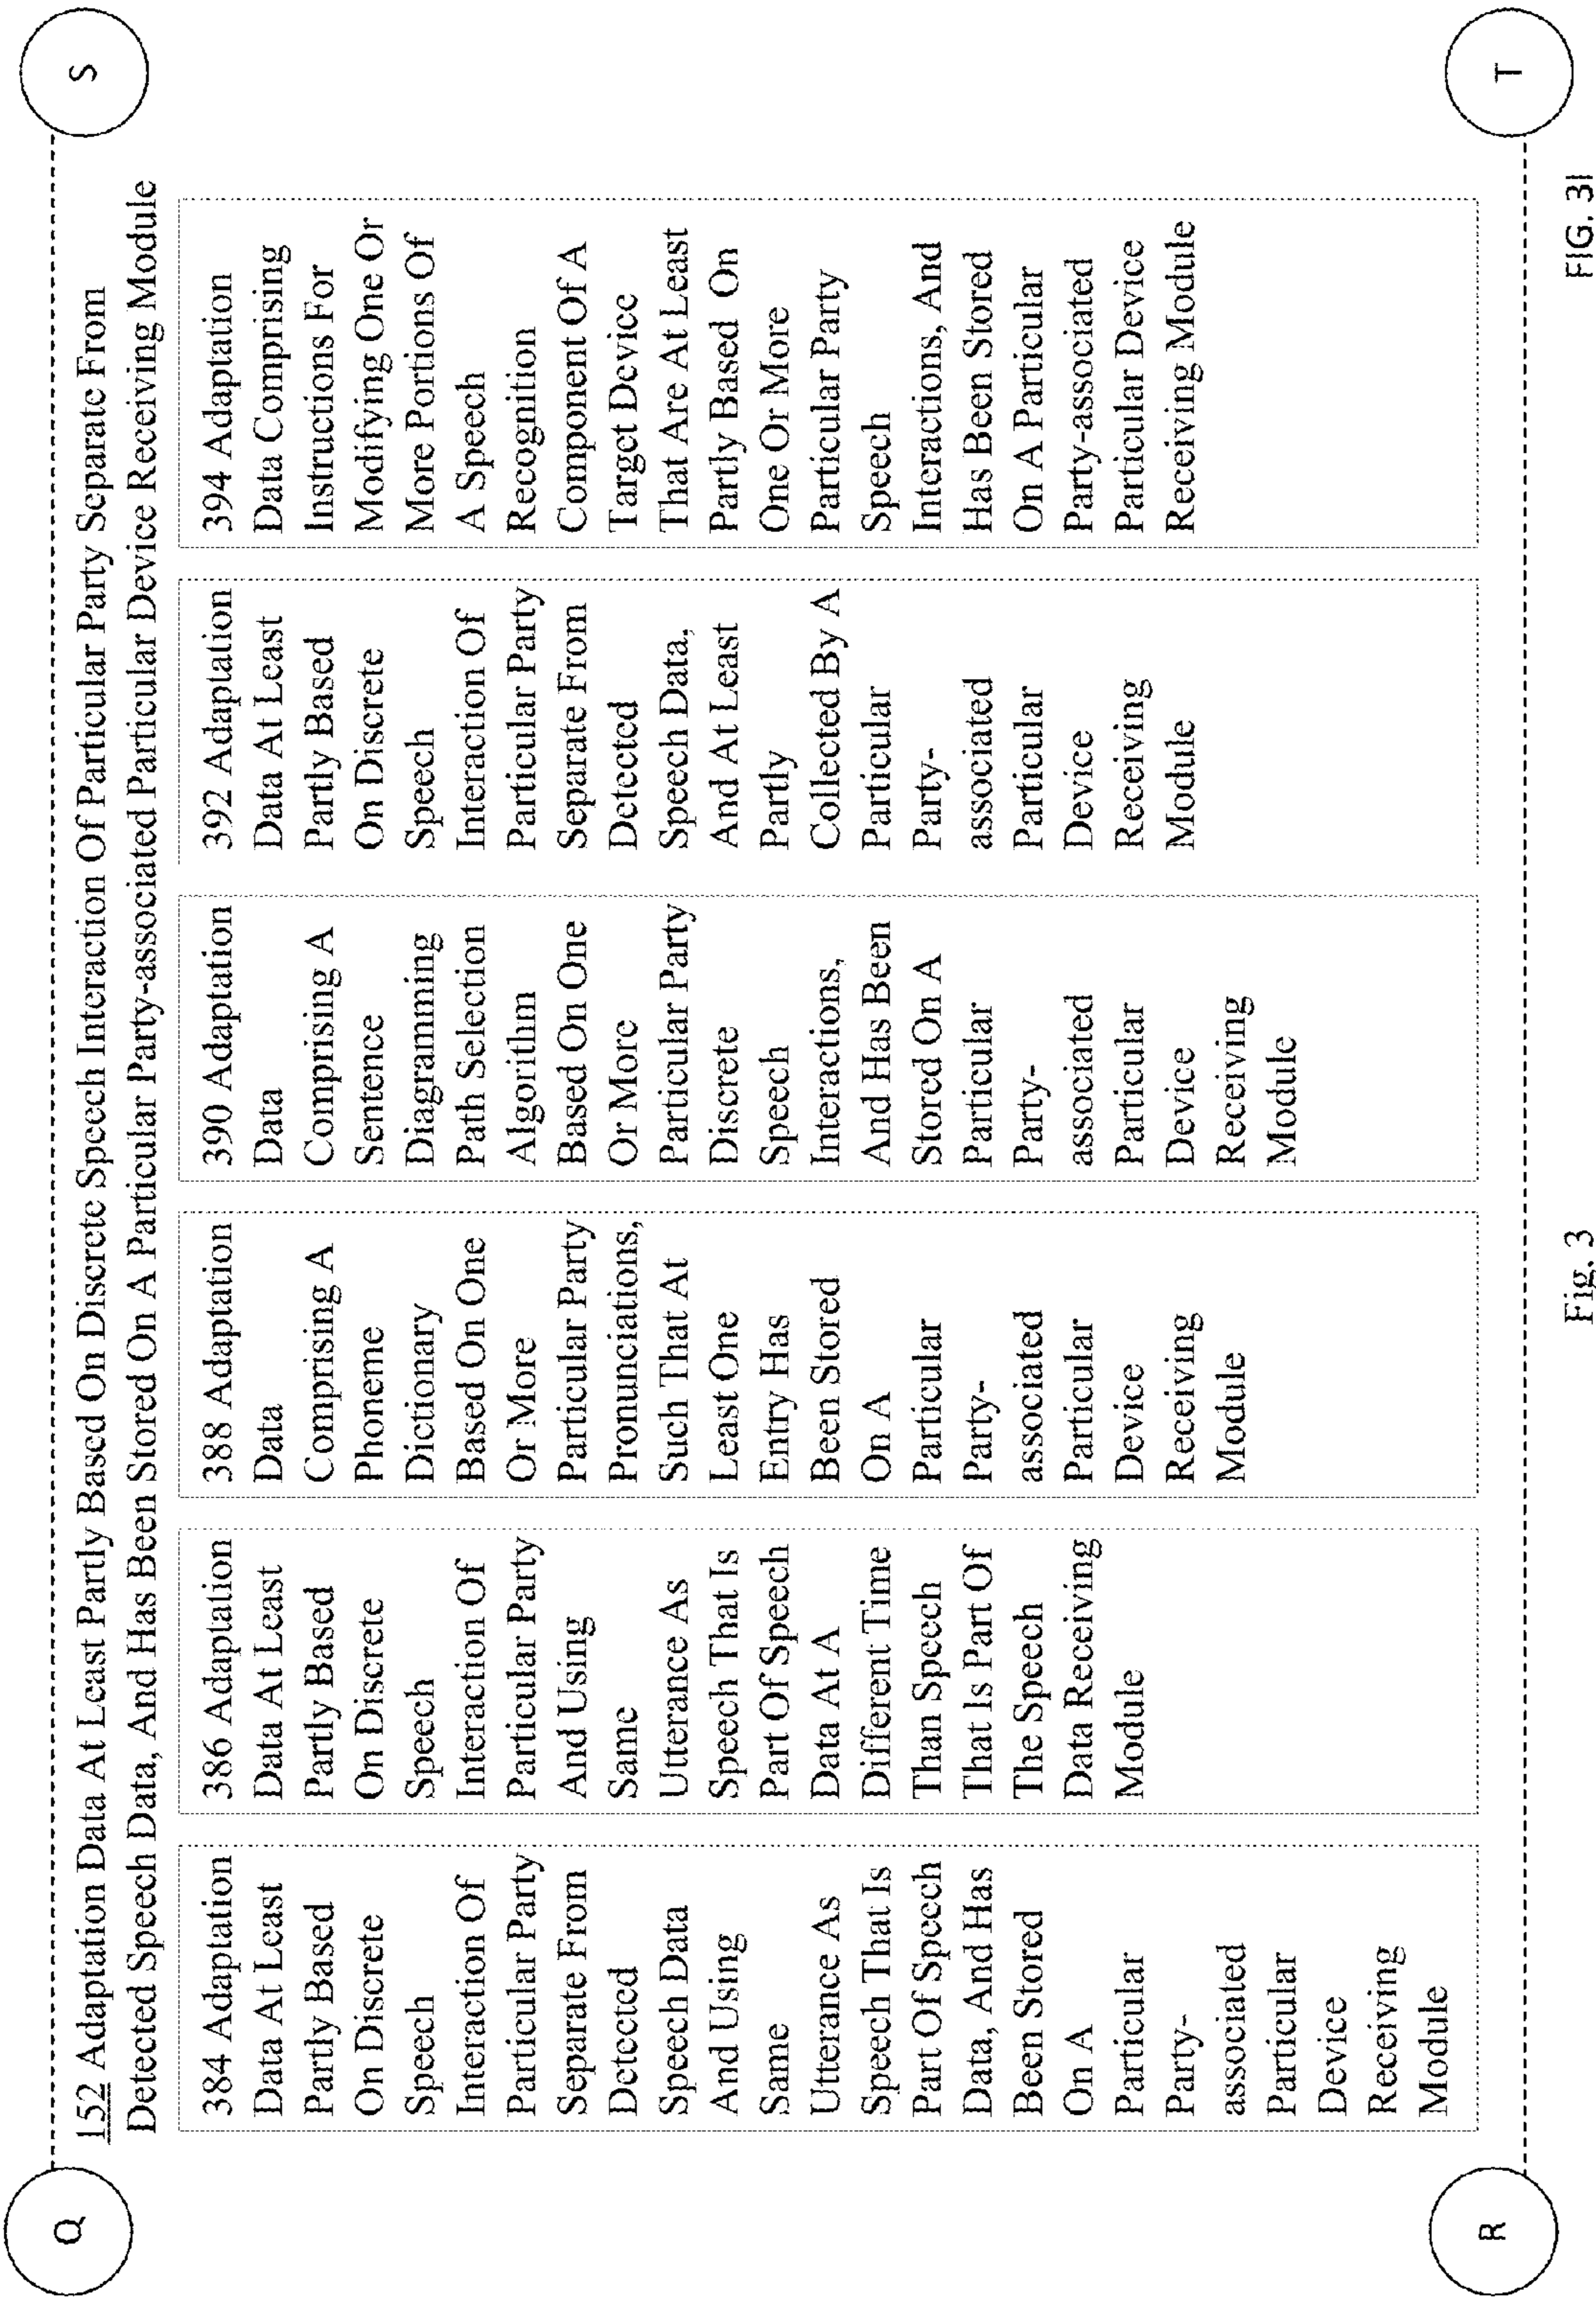 Q
S
152 Adaptation Data At Least Partly Based On Discrete Speech Interaction Of Particular Party Separate From
Detected Speech Data, And Has Been Stored On A Particular Party-associated Particular Device Receiving Module
384 Adaptation
Data At Least
Partly Based
On Discrete
Speech
Interaction Of
Particular Party
Separate From
Detected
Speech Data
And Using
Same
Utterance As
Speech That Is
Part Of Speech
Data, And Has
Been Stored
On A
Particular
Party-
associated
Particular
Device
Receiving
Module
386 Adaptation
Data At Least
Partly Based
On Discrete
Speech
Interaction Of
Particular Party
And Using
Same
Utterance As
Speech That Is
Part Of Speech
Data At A
Different Time
Than Speech
That Is Part Of
The Speech
Data Receiving
Module
388 Adaptation
Data
Comprising A
Phoneme
Dictionary
Based On One
Or More
Particular Party
Pronunciations,
Such That At
Least One
Entry Has
Been Stored
On A
Particular
Party-
associated
Particular
Device
Receiving
Module
390 Adaptation
Data
Comprising A
Sentence
Diagramming
Path Selection
Algorithm
Based On One
Or More
Particular Party
Discrete
Speech
Interactions,
And Has Been
Stored On A
Particular
Party-
associated
Particular
Device
Receiving
Module
392 Adaptation
Data At Least
Partly Based
On Discrete
Speech
Interaction Of
Particular Party
Separate From
Detected
Speech Data,
And At Least
Partly
Collected By A
Particular
Party-
associated
Particular
Device
Receiving
Module
394 Adaptation
Data Comprising
Instructions For
Modifying One Or
More Portions Of
A Speech
Recognition
Component Of A
Target Device
That Are At Least
Partly Based On
One Or More
Particular Party
Speech
Interactions, And
Has Been Stored
On A Particular
Party-associated
Particular Device
Receiving Module
R
T
Fig. 3
FIG. 3I